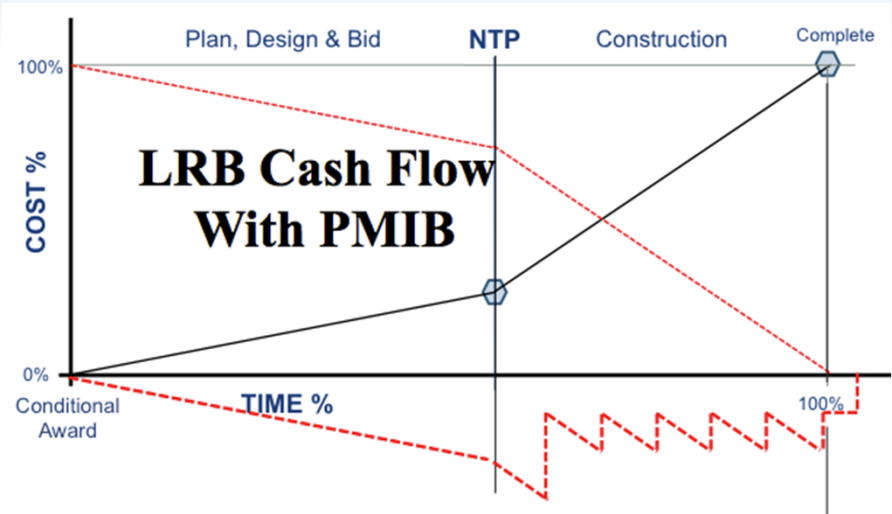 Plan, Design & Bid
NTP
Construction
Complete
100%
LRB Cash Flow
With PMIB
COST %
0%
Conditional
Award
TIME %
100%